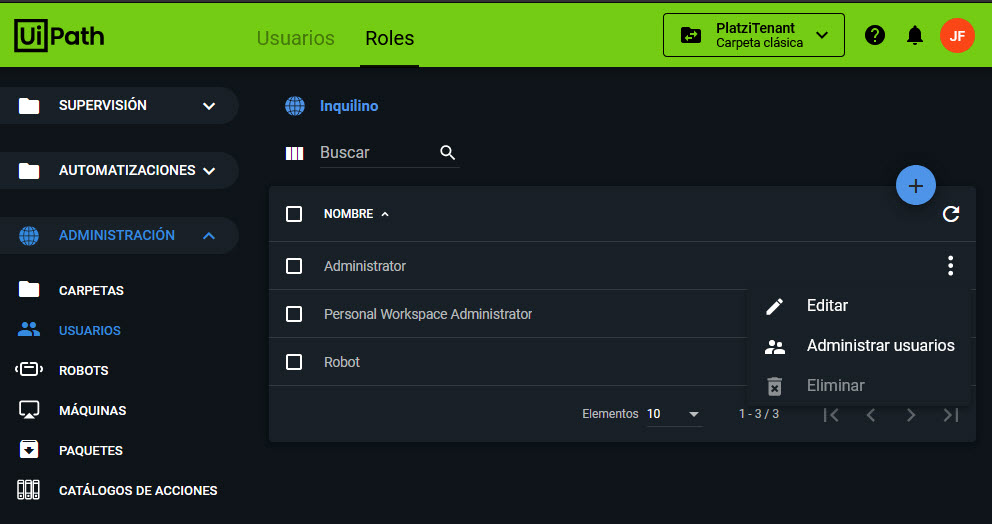 UiPath
Usuarios
Roles
PlatziTenant
Carpeta clásica
JF
SUPERVISIÓN
AUTOMATIZACIONES
ADMINISTRACIÓN
CARPETAS
USUARIOS
ROBOTS
MÁQUINAS
PAQUETES
CATÁLOGOS DE ACCIONES
Inquilino
Buscar
NOMBRE
Administrator
Personal Workspace Administrator
Robot
Editar
Administrar usuarios
Eliminar
Elementos 10 1 - 3 / 3